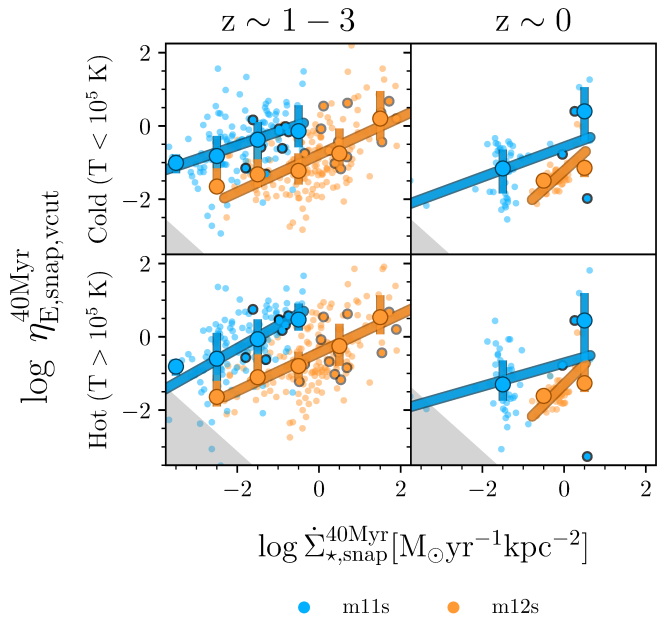 z ∼ 1 − 3 z ∼ 0
2
0
−2
Cold (T < 10⁵ K)
2
0
−2
Hot (T > 10⁵ K)
log η^{40Myr}_{E,snap,vcut}
−2 0 2 −2 0 2
log Σ̇^{40Myr}_{⋆,snap}[M⊙yr⁻¹kpc⁻²]
m11s m12s